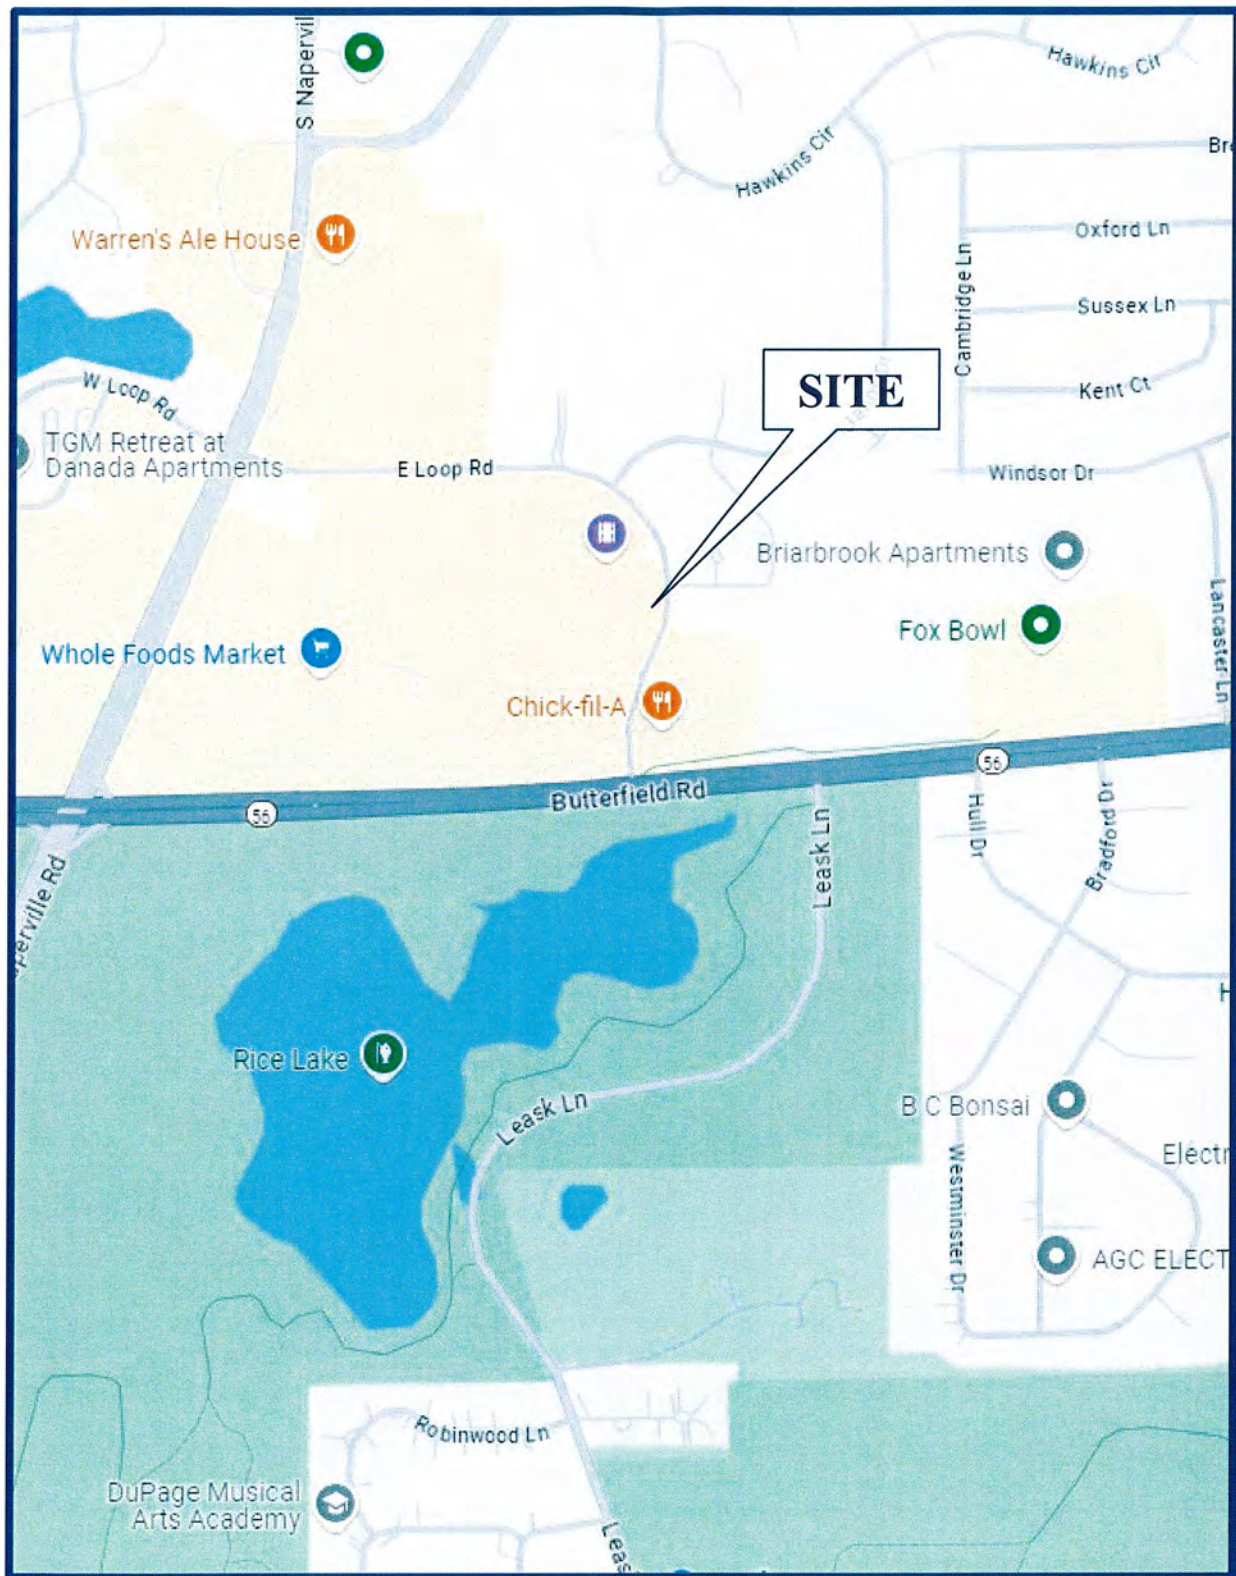 S Napervil
Hawkins Cir
Hawkins Cir
Oxford Ln
Warren's Ale House
Cambridge Ln
Sussex Ln
W Loop Rd
SITE
Kent Ct
TGM Retreat at
Danada Apartments
E Loop Rd
Windsor Dr
Briarbrook Apartments
Lancaster Ln
Fox Bowl
Whole Foods Market
Chick-fil-A
56
56
Butterfield Rd
Hull Dr
Bradford Dr
Leask Ln
perville Rd
Rice Lake
Leask Ln
B C Bonsai
Electr
Westminster Dr
AGC ELECT
Robinwood Ln
DuPage Musical
Arts Academy
Leas